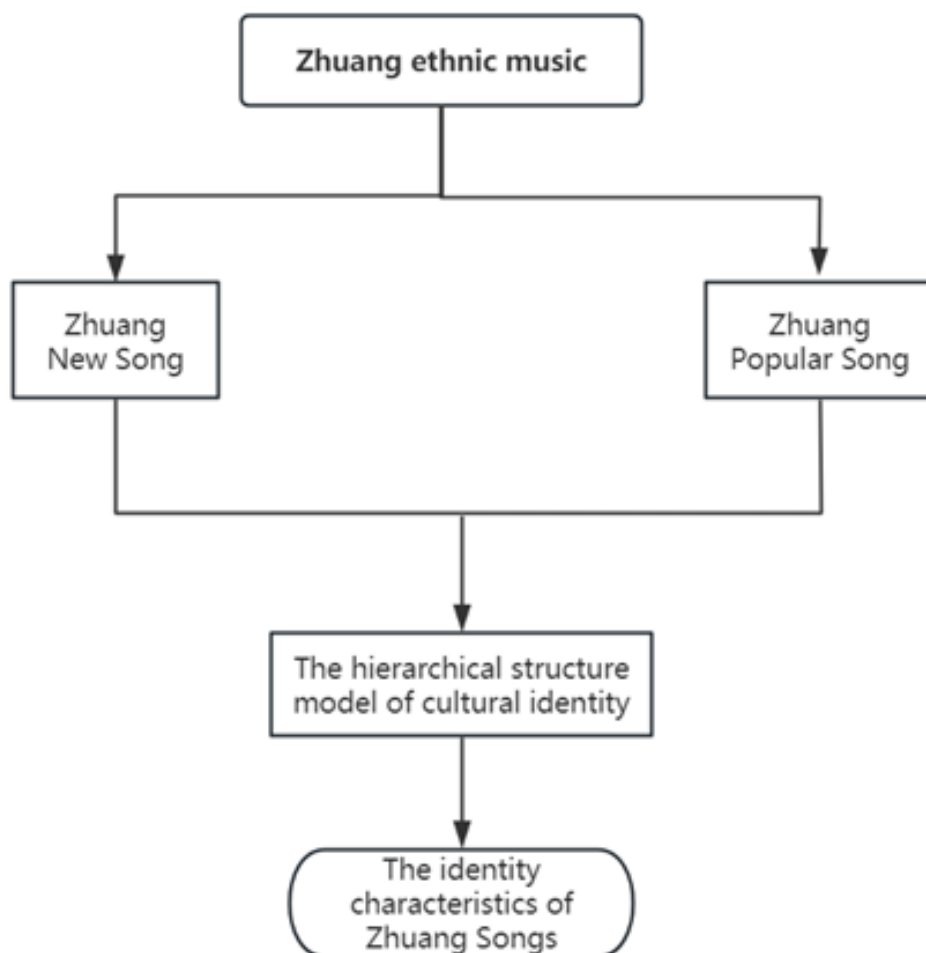 Zhuang ethnic music
Zhuang
New Song
Zhuang
Popular Song
The hierarchical structure
model of cultural identity
The identity
characteristics of
Zhuang Songs